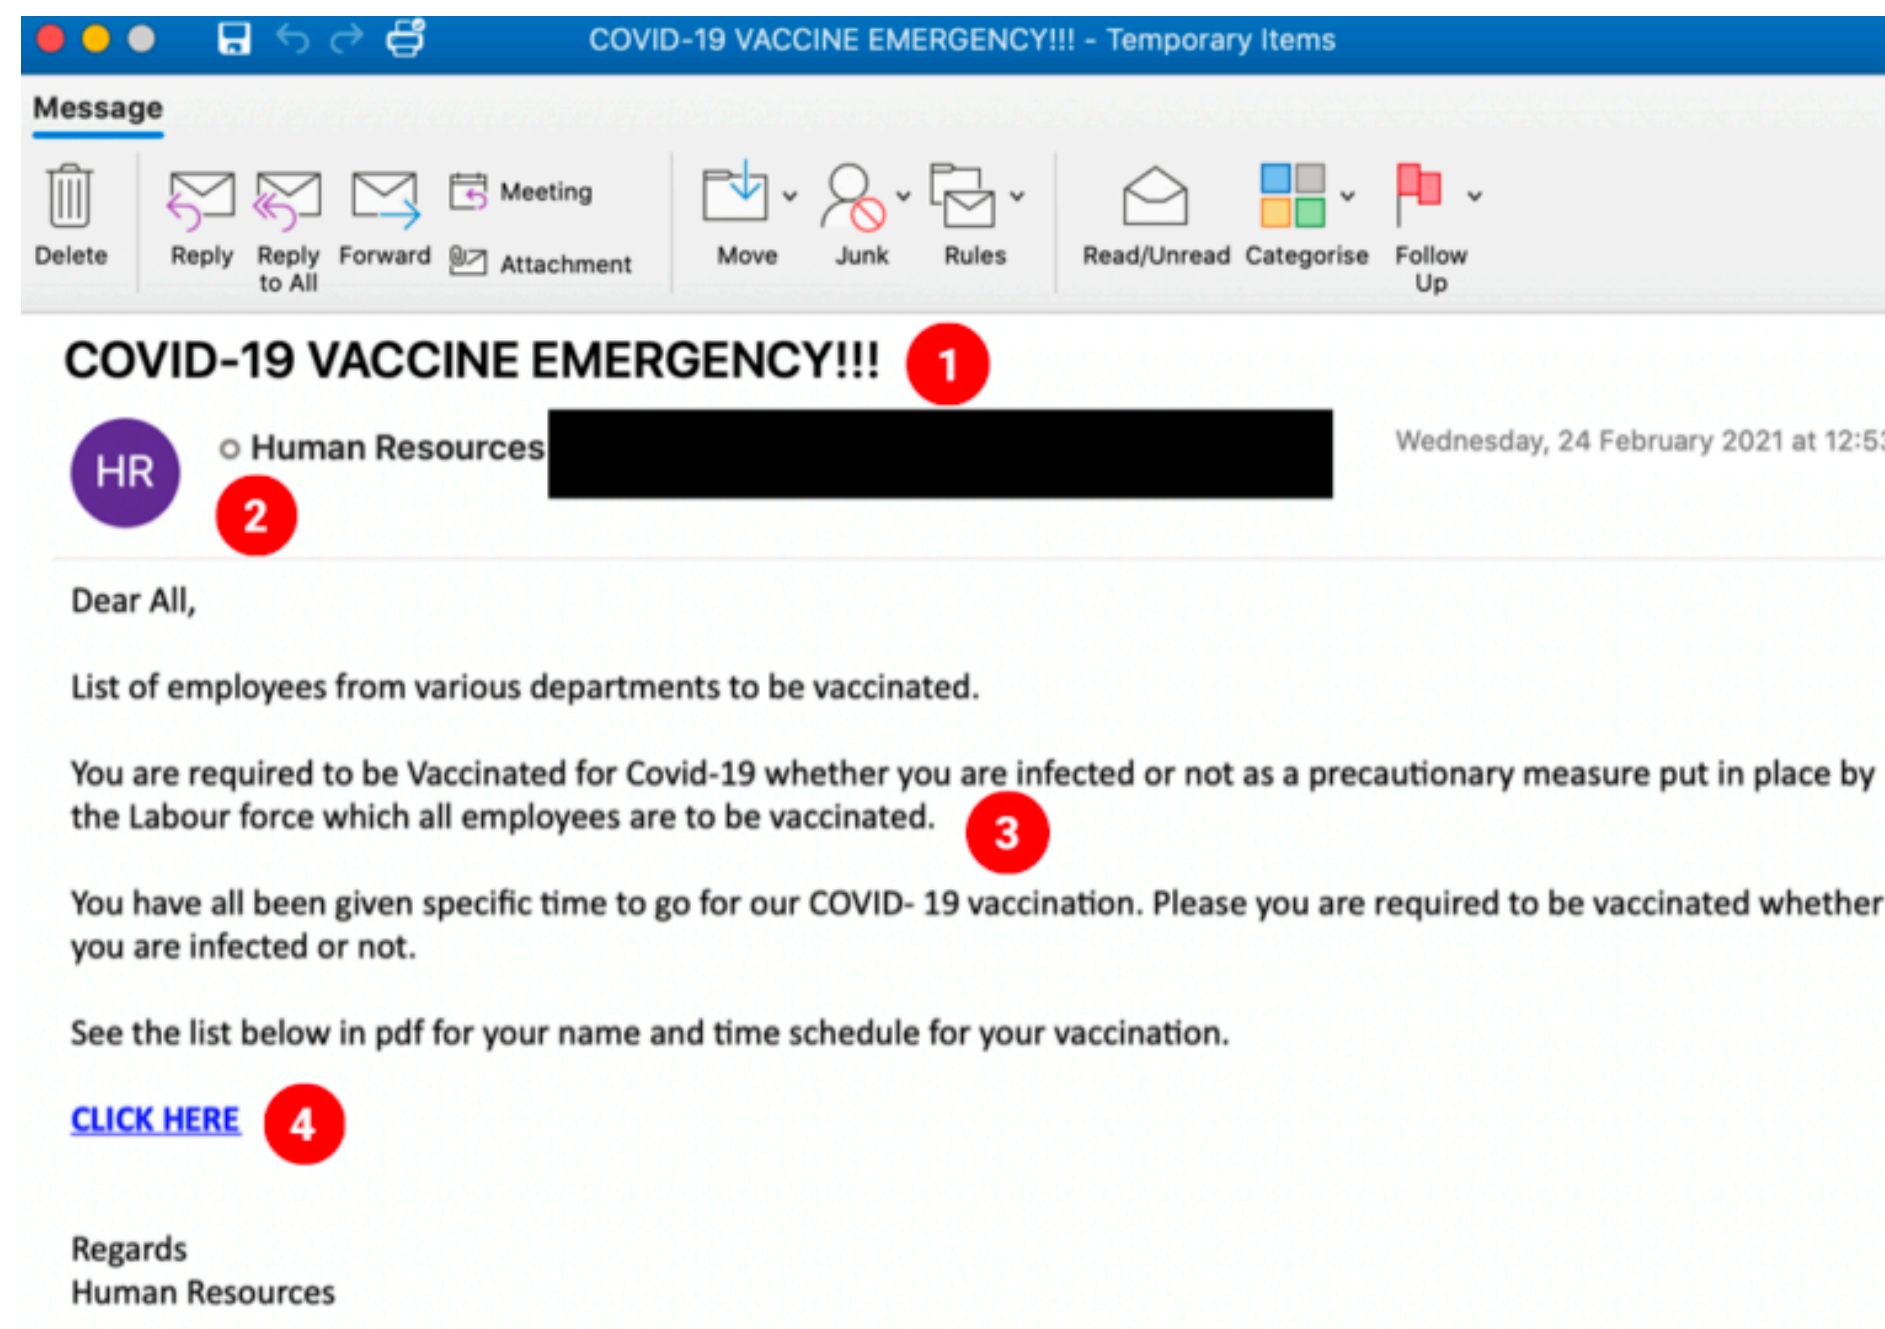 COVID-19 VACCINE EMERGENCY!!! - Temporary Items
Message
Delete
Reply
Reply to All
Forward
Meeting
Attachment
Move
Junk
Rules
Read/Unread
Categorise
Follow Up
COVID-19 VACCINE EMERGENCY!!! 1
HR
Human Resources
Wednesday, 24 February 2021 at 12:53
2
Dear All,
List of employees from various departments to be vaccinated.
You are required to be Vaccinated for Covid-19 whether you are infected or not as a precautionary measure put in place by
the Labour force which all employees are to be vaccinated.
3
You have all been given specific time to go for our COVID- 19 vaccination. Please you are required to be vaccinated whether
you are infected or not.
See the list below in pdf for your name and time schedule for your vaccination.
CLICK HERE 4
Regards
Human Resources